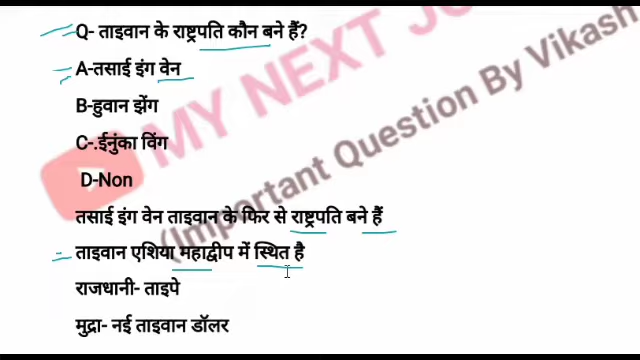 Q- ताइवान के राष्ट्रपति कौन बने हैं?
A-तसाई इंग वेन
B-हुवान झेंग
C-.ईनुंका विंग
D-Non
तसाई इंग वेन ताइवान के फिर से राष्ट्रपति बने हैं
- ताइवान एशिया महाद्वीप में स्थित है
राजधानी- ताइपे
मुद्रा- नई ताइवान डॉलर
MY NEXT
(Important Question By Vikash